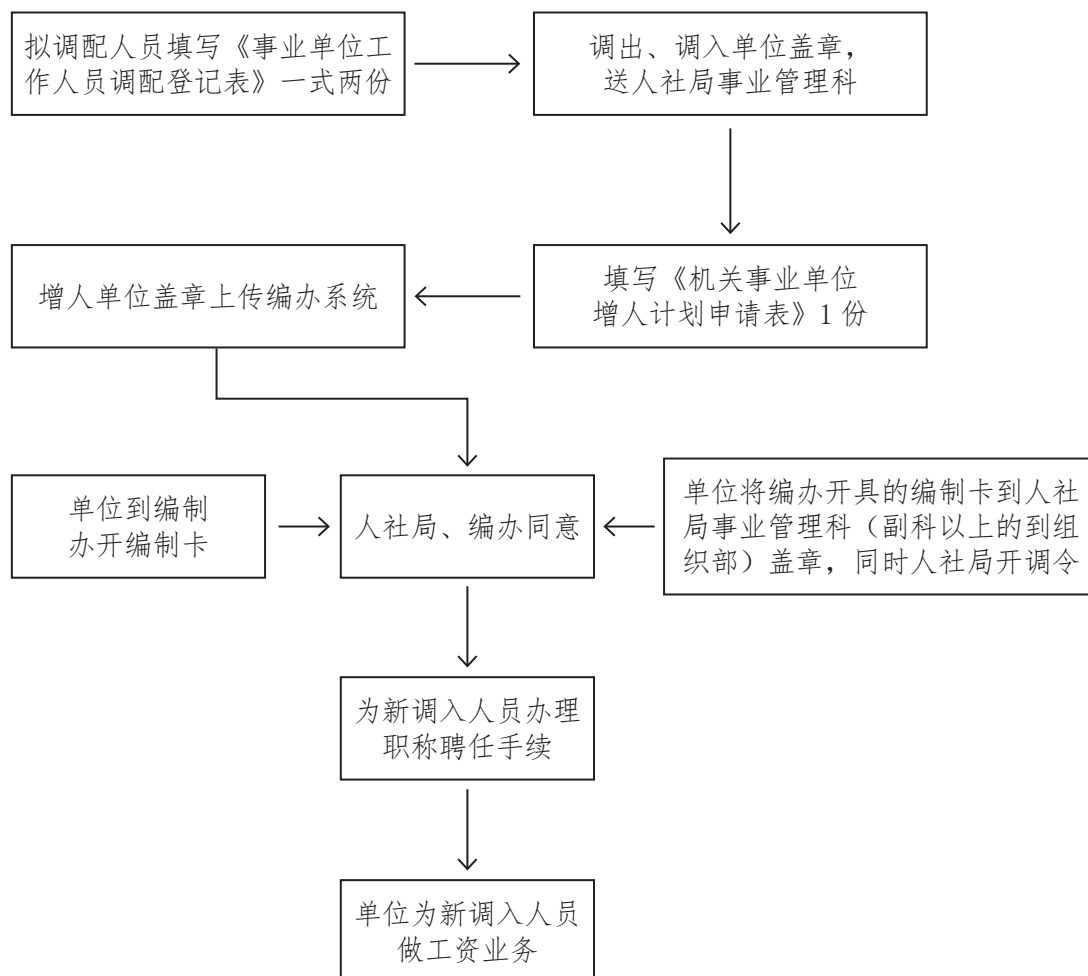 拟调配人员填写《事业单位工
作人员调配登记表》一式两份
调出、调入单位盖章，
送人社局事业管理科
填写《机关事业单位
增人计划申请表》1 份
增人单位盖章上传编办系统
单位到编制
办开编制卡
人社局、编办同意
单位将编办开具的编制卡到人社
局事业管理科（副科以上的到组
织部）盖章，同时人社局开调令
为新调入人员办理
职称聘任手续
单位为新调入人员
做工资业务